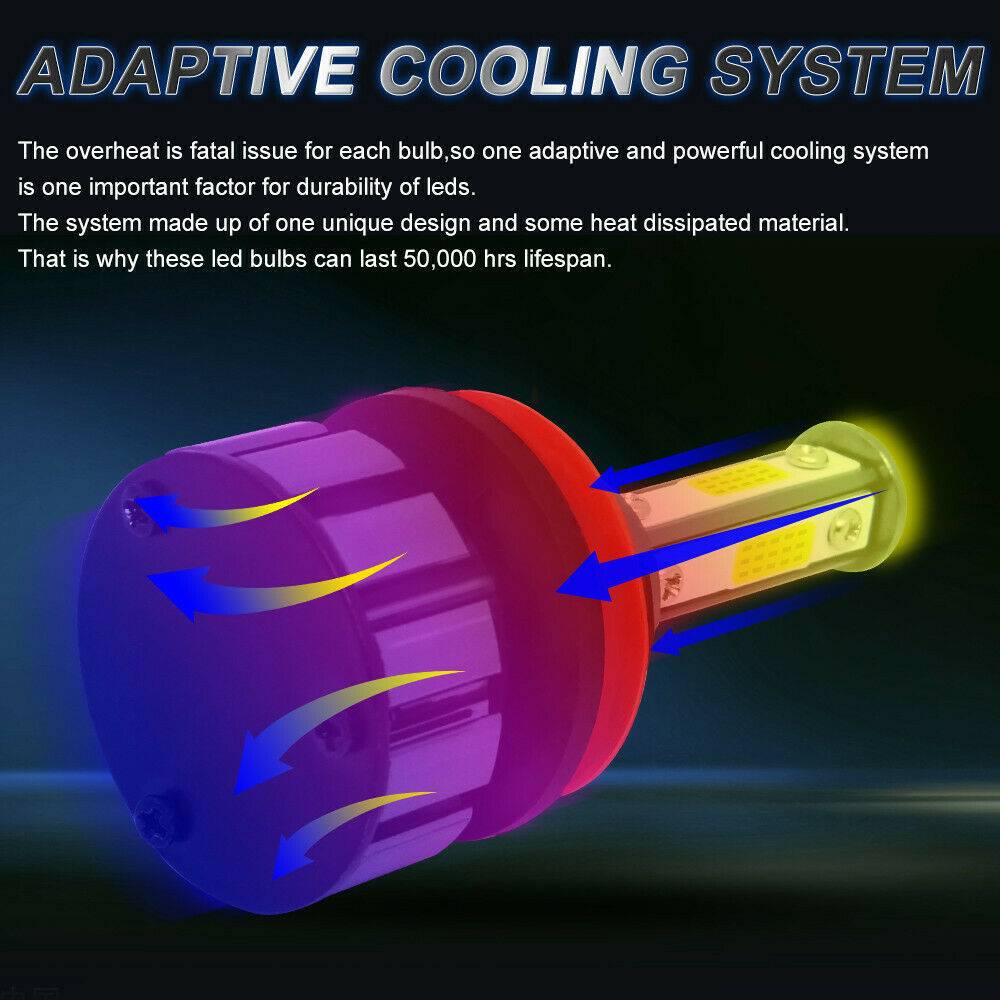 ADAPTIVE COOLING SYSTEM
The overheat is fatal issue for each bulb,so one adaptive and powerful cooling system
is one important factor for durability of leds.
The system made up of one unique design and some heat dissipated material.
That is why these led bulbs can last 50,000 hrs lifespan.